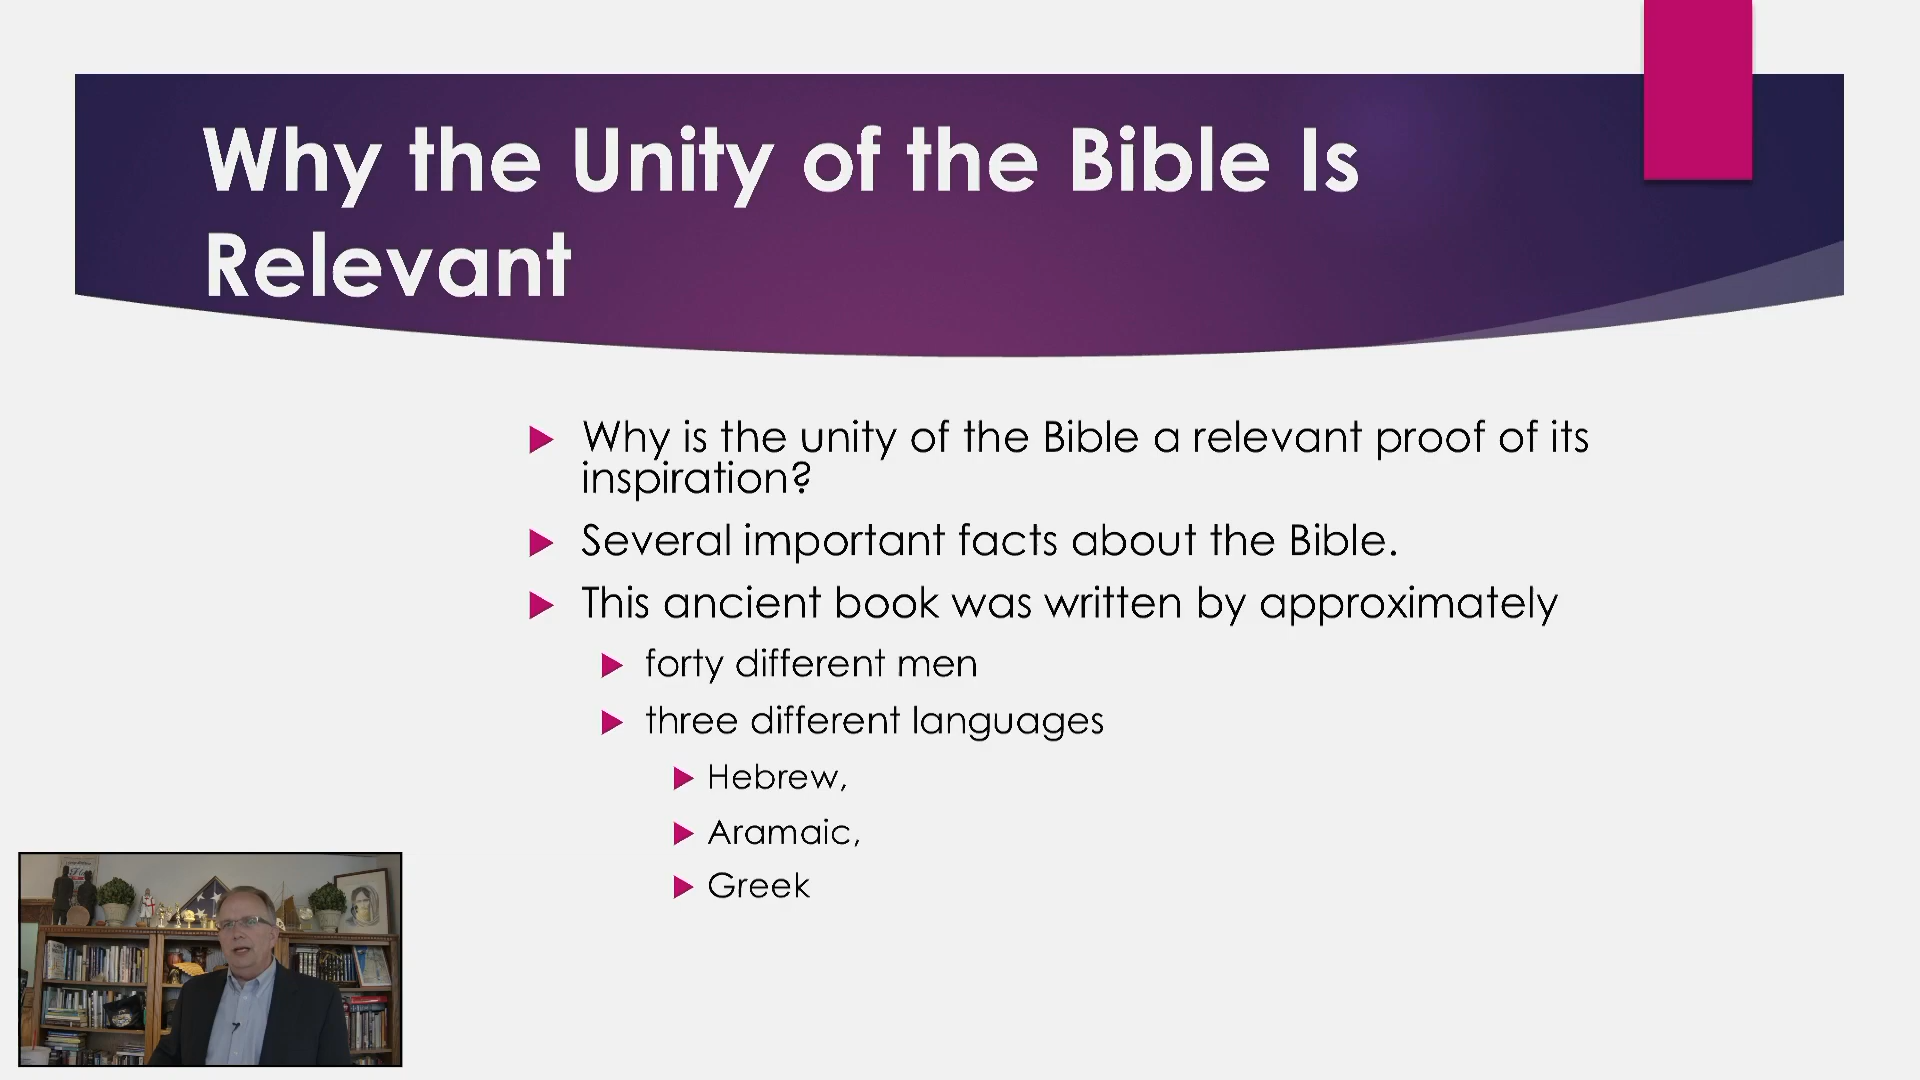 Why the Unity of the Bible Is
Relevant
Why is the unity of the Bible a relevant proof of its
inspiration?
Several important facts about the Bible.
This ancient book was written by approximately
forty different men
three different languages
Hebrew,
Aramaic,
Greek